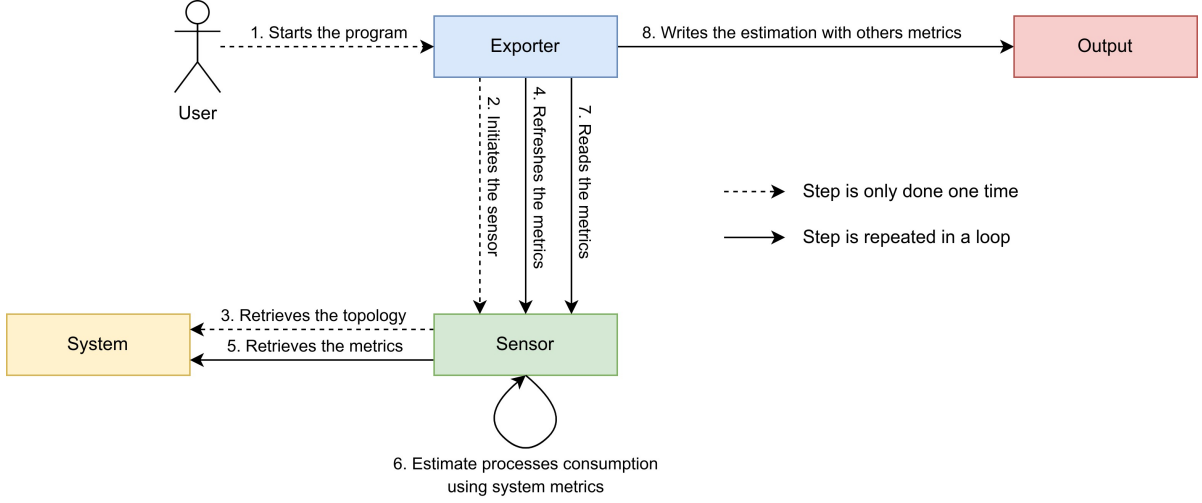 1. Starts the program
Exporter
8. Writes the estimation with others metrics
Output
User
2. Initiates the sensor
4. Refreshes the metrics
7. Reads the metrics
Step is only done one time
Step is repeated in a loop
System
3. Retrieves the topology
5. Retrieves the metrics
Sensor
6. Estimate processes consumption
using system metrics